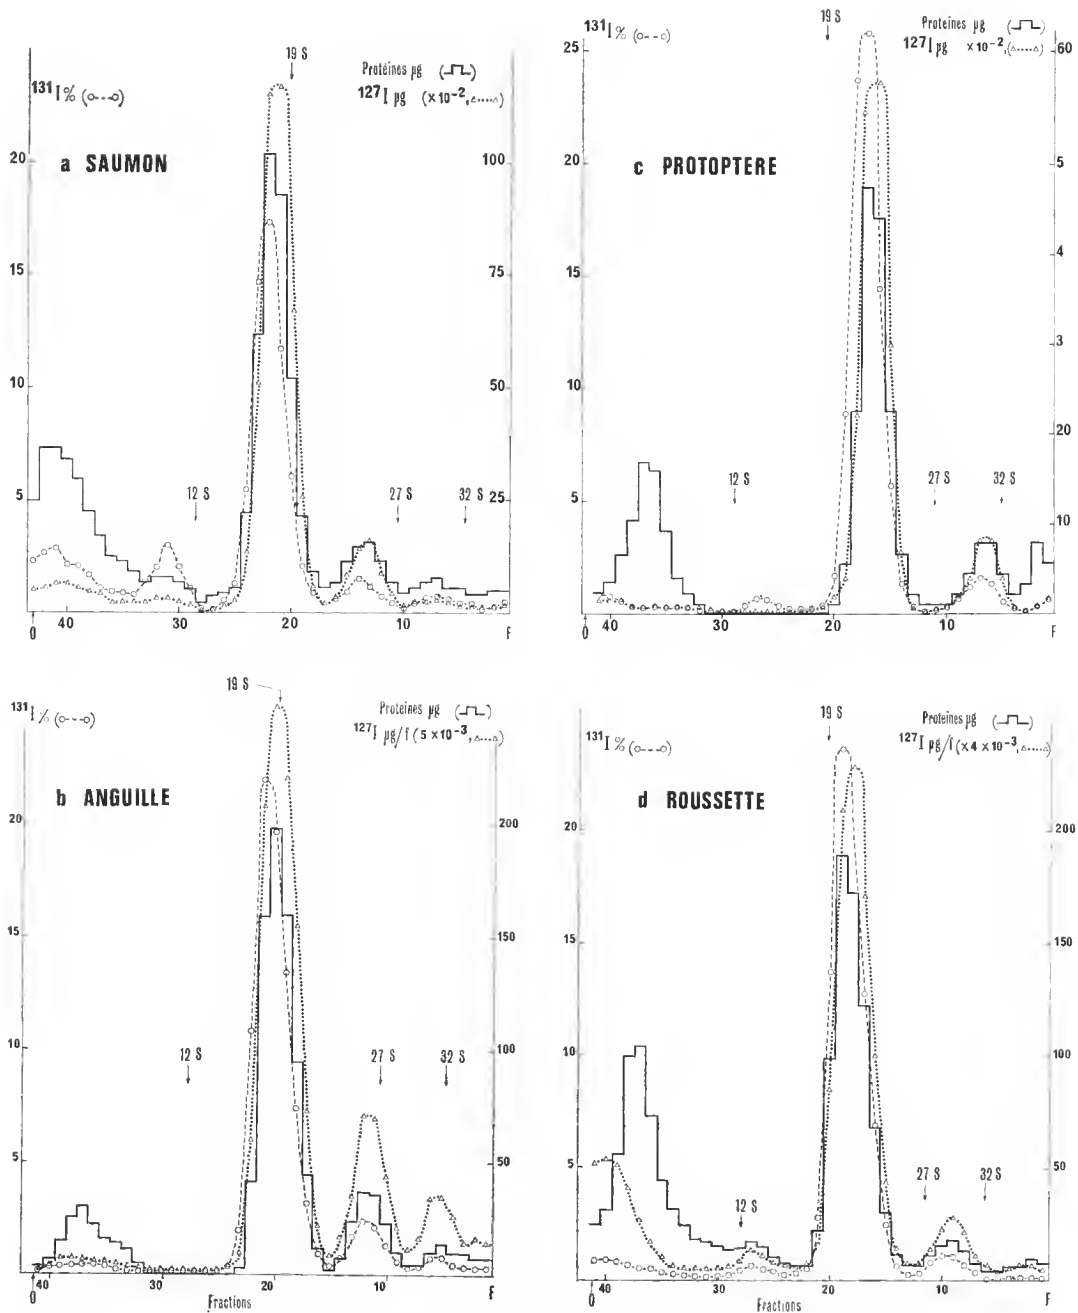 19 S
Protéines µg
¹³¹I % (o---o)
¹²⁷I µg (×10⁻², ▵.....▵)
a SAUMON
20
100
15
75
10
50
5
12 S
27 S
32 S
25
0
40
30
20
10
F
19 S
Proteines µg
¹³¹I % (o--o)
¹²⁷I µg ×10⁻², (▵.....▵)
25
60
c PROTOPTERE
20
5
15
4
10
3
20
5
12 S
27 S
32 S
10
0
40
30
20
10
F
19 S
¹³¹I % (o---o)
Proteines µg
¹²⁷I µg/f (5×10⁻³, ▵....▵)
b ANGUILLE
20
200
15
150
10
100
12 S
27 S
32 S
5
50
0
40
30
20
10
F
Fractions
19 S
Proteines µg
¹³¹I % (o---o)
¹²⁷I µg/f (×4×10⁻³, ▵....▵)
d ROUSSETTE
20
200
15
150
10
100
5
12 S
27 S
32 S
50
0
40
30
20
10
F
Fractions